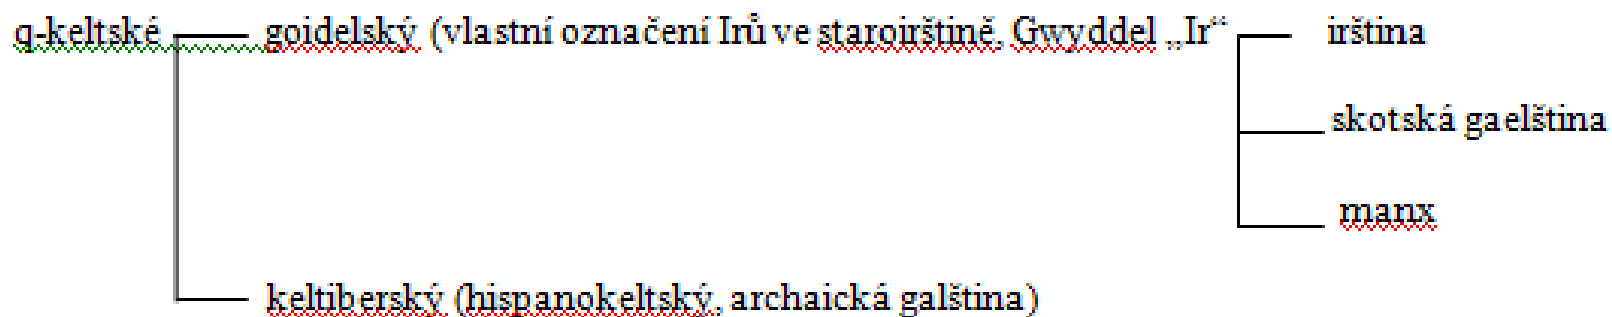 q-keltské goidelský (vlastní označení Irů ve staroirštině, Gwyddel „Ir“ irština
skotská gaelština
manx
keltiberský (hispanokeltský, archaická galština)